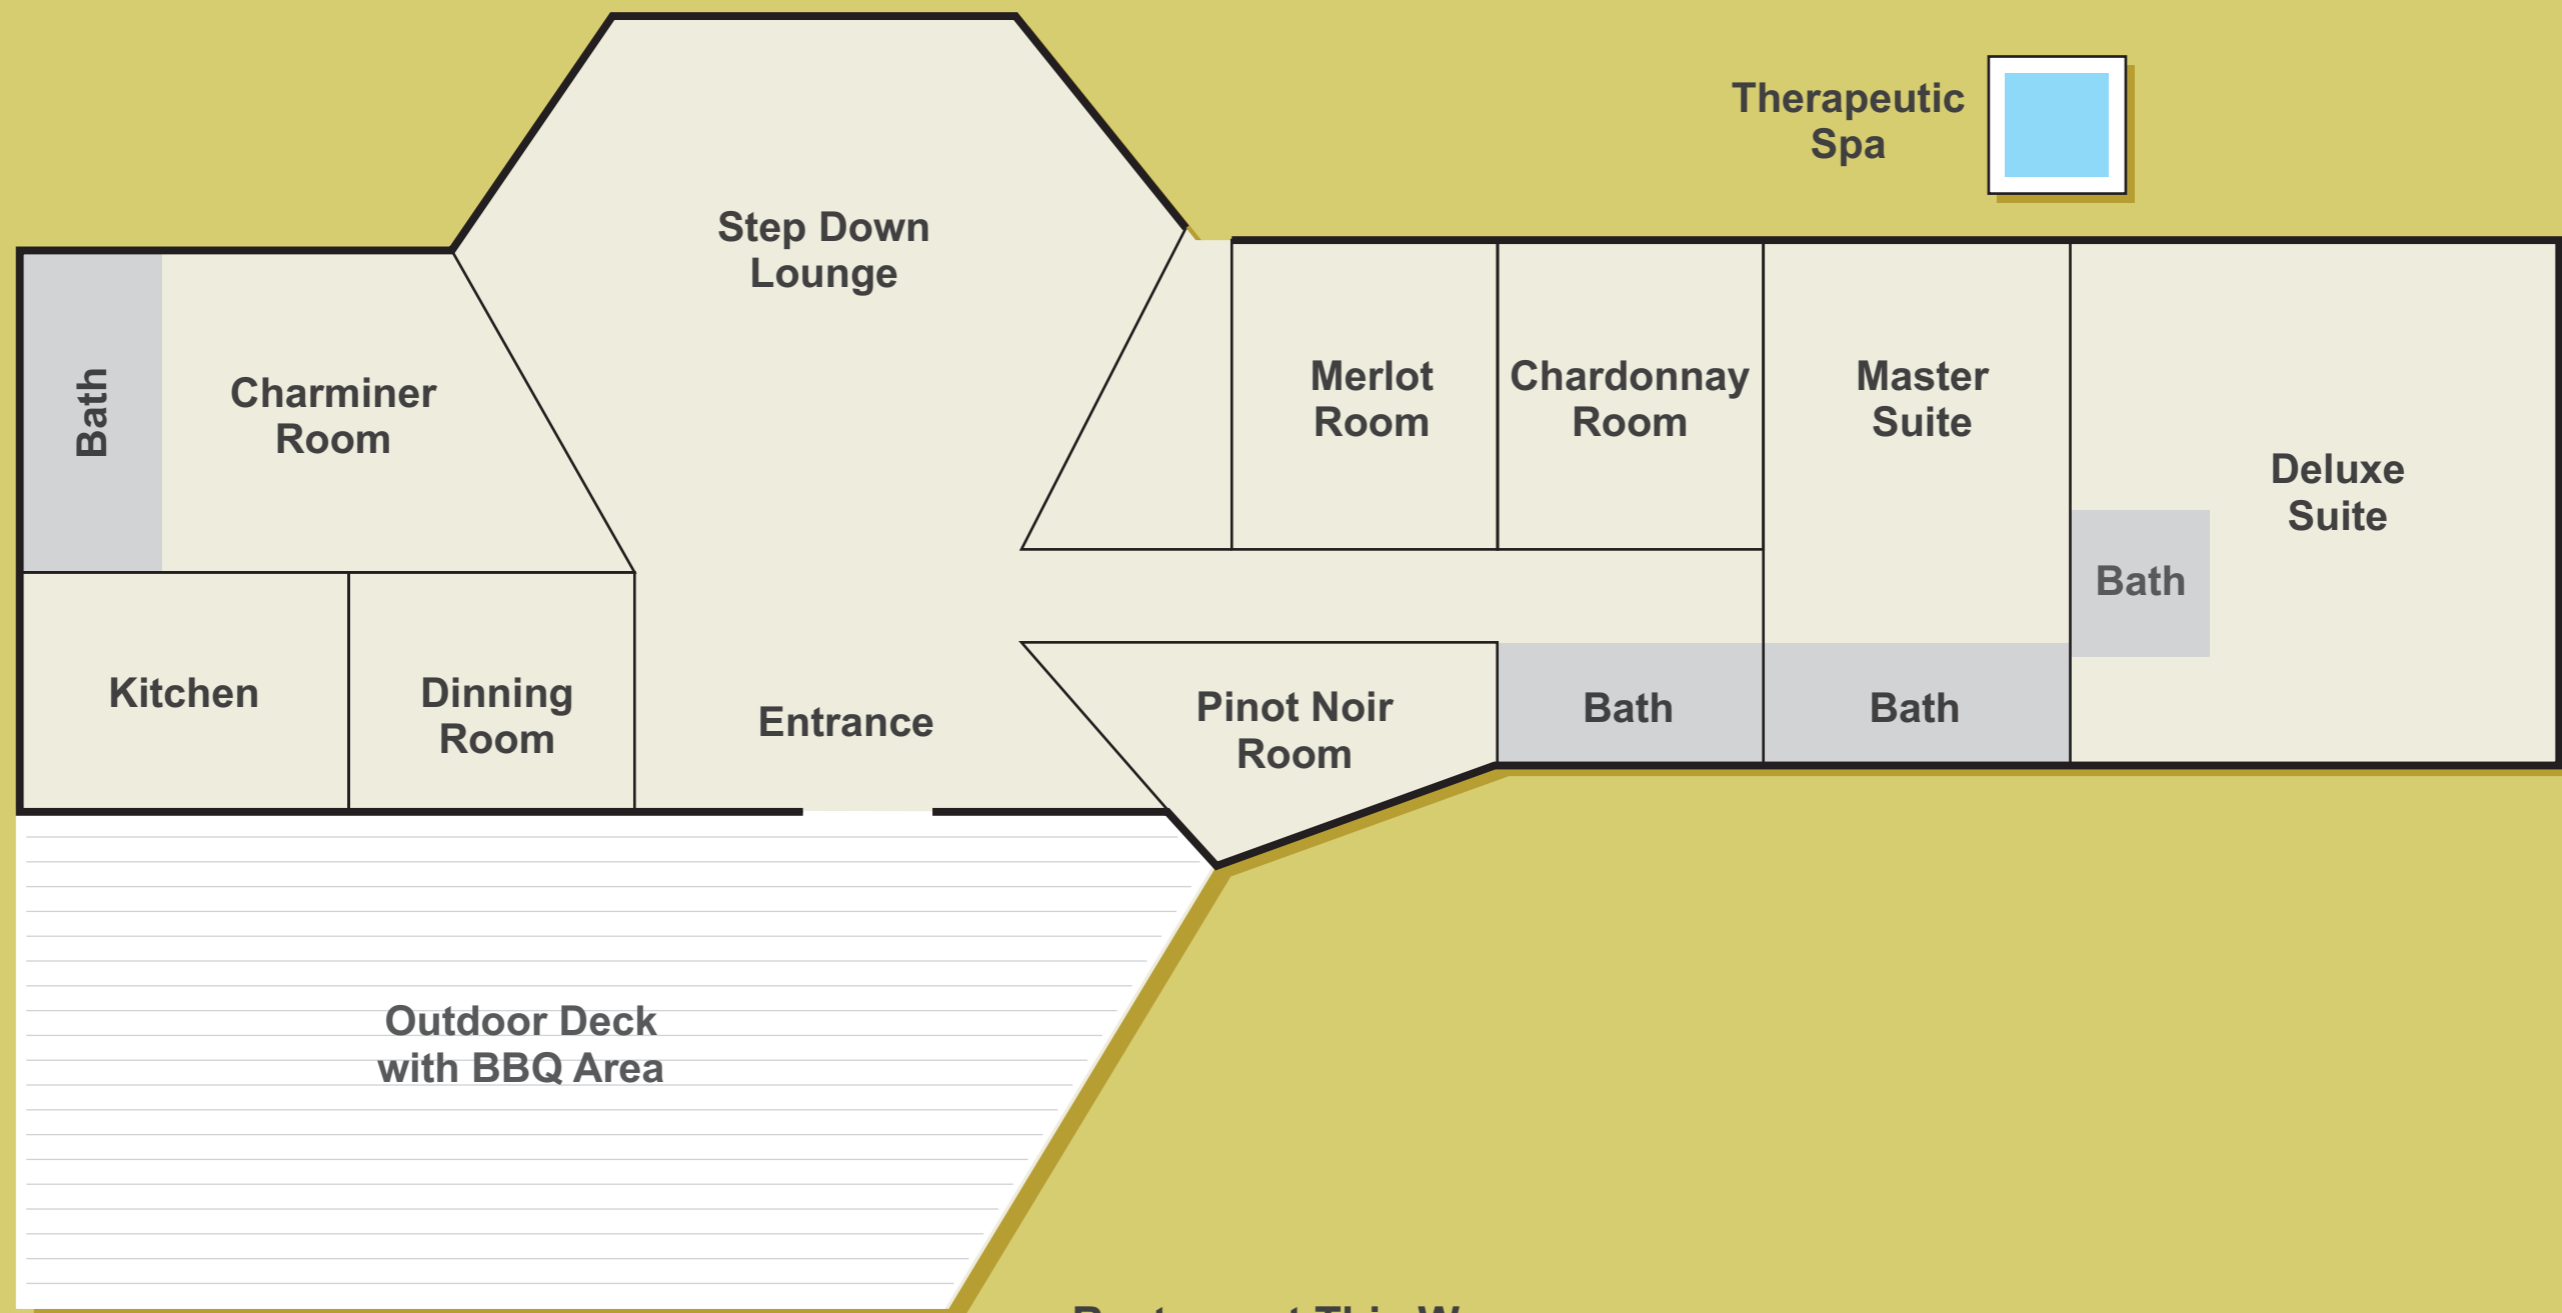 Therapeutic
Spa
Step Down
Lounge
Bath
Charminer
Room
Merlot
Room
Chardonnay
Room
Master
Suite
Deluxe
Suite
Bath
Kitchen
Dinning
Room
Entrance
Pinot Noir
Room
Bath
Bath
Outdoor Deck
with BBQ Area